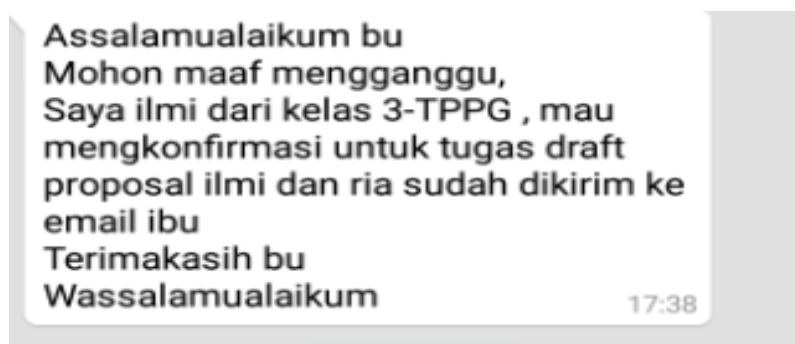 Assalamualaikum bu
Mohon maaf mengganggu,
Saya ilmi dari kelas 3-TPPG , mau
mengkonfirmasi untuk tugas draft
proposal ilmi dan ria sudah dikirim ke
email ibu
Terimakasih bu
Wassalamualaikum
17:38